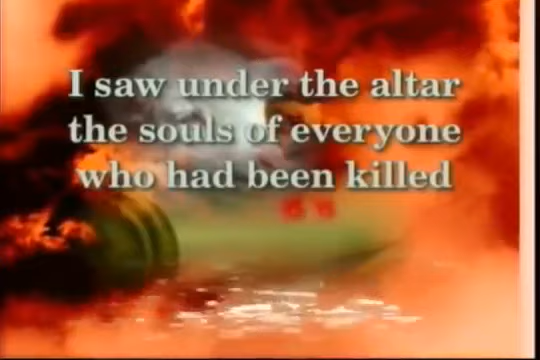 I saw under the altar
the souls of everyone
who had been killed